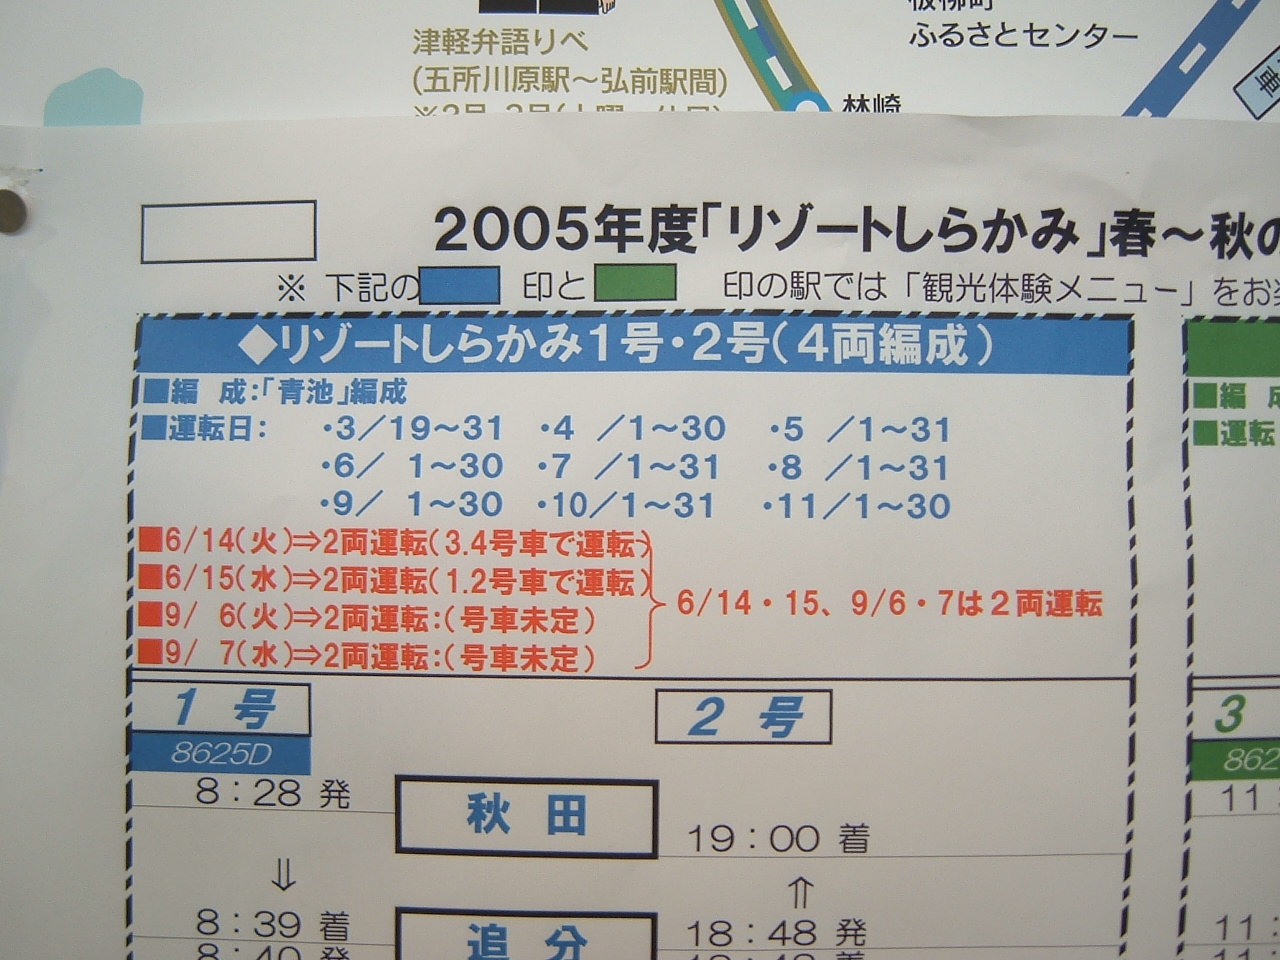 ふるさとセンター
津軽弁語りべ
(五所川原駅～弘前駅間)
林崎
2005年度「リゾートしらかみ」春～秋の
※ 下記の 印と 印の駅では「観光体験メニュー」をお
◆リゾートしらかみ1号・2号(4両編成)
■編 成:「青池」編成
■運転日: ・3/19～31 ・4 /1～30 ・5 /1～31
・6/ 1～30 ・7 /1～31 ・8 /1～31
・9/ 1～30 ・10/1～31 ・11/1～30
■6/14(火)⇒2両運転(3.4号車で運転)
■6/15(水)⇒2両運転(1.2号車で運転)
■9/ 6(火)⇒2両運転:(号車未定)
■9/ 7(水)⇒2両運転:(号車未定)
6/14・15、9/6・7は2両運転
1 号
2 号
8625D
8:28 発
秋 田
19:00 着
⇓
⇑
8:39 着
追 分
18:48 発
8:40 発
■編 成
■運転
3
862
11:
11: